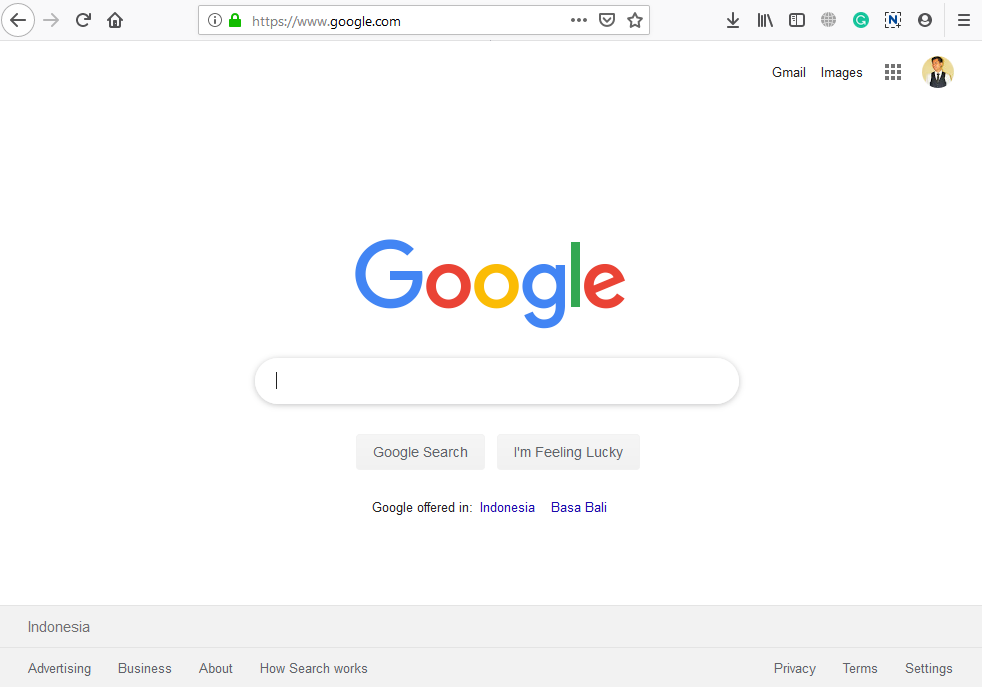 https://www.google.com
Gmail Images
Google
Google Search I'm Feeling Lucky
Google offered in: Indonesia Basa Bali
Indonesia
Advertising Business About How Search works Privacy Terms Settings